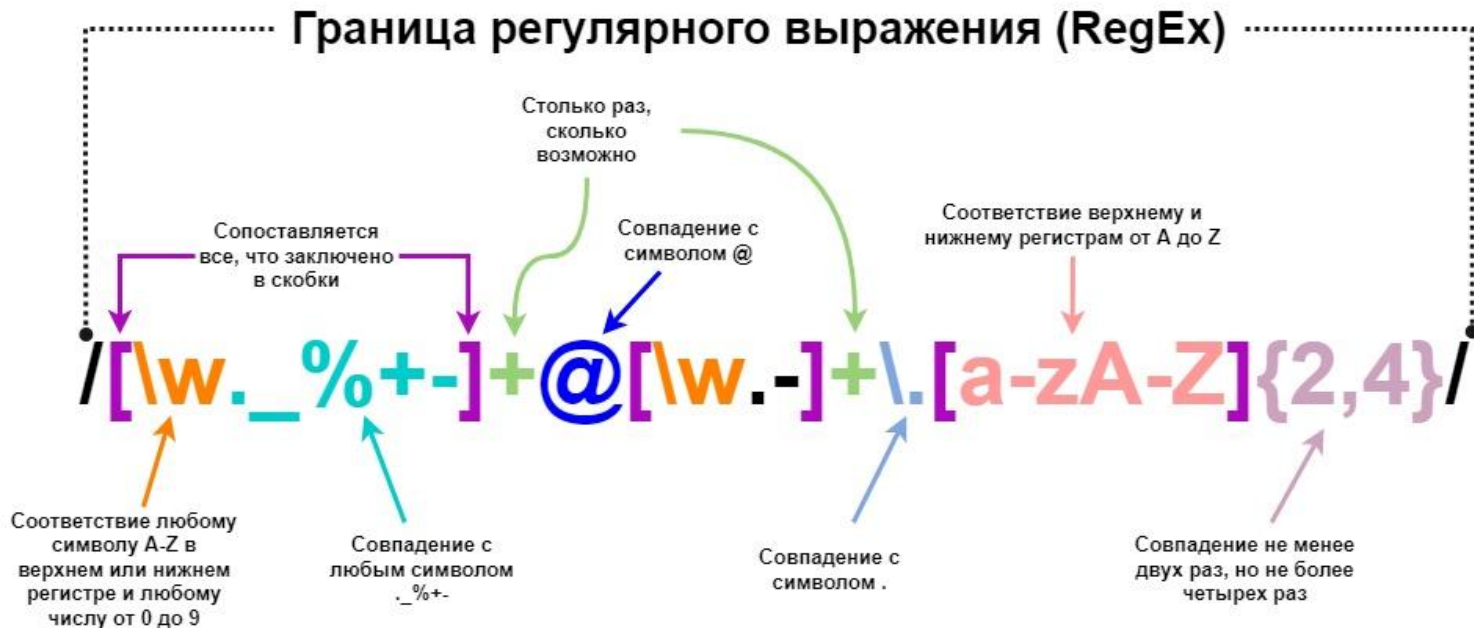 Граница регулярного выражения (RegEx)
Столько раз,
сколько
возможно
Сопоставляется
все, что заключено
в скобки
Совпадение с
символом @
Соответствие верхнему и
нижнему регистрам от A до Z
/[\w._%+-]+@[\w.-]+\.[a-zA-Z]{2,4}/
Соответствие любому
символу A-Z в
верхнем или нижнем
регистре и любому
числу от 0 до 9
Совпадение с
любым символом
._%+-
Совпадение с
символом .
Совпадение не менее
двух раз, но не более
четырех раз